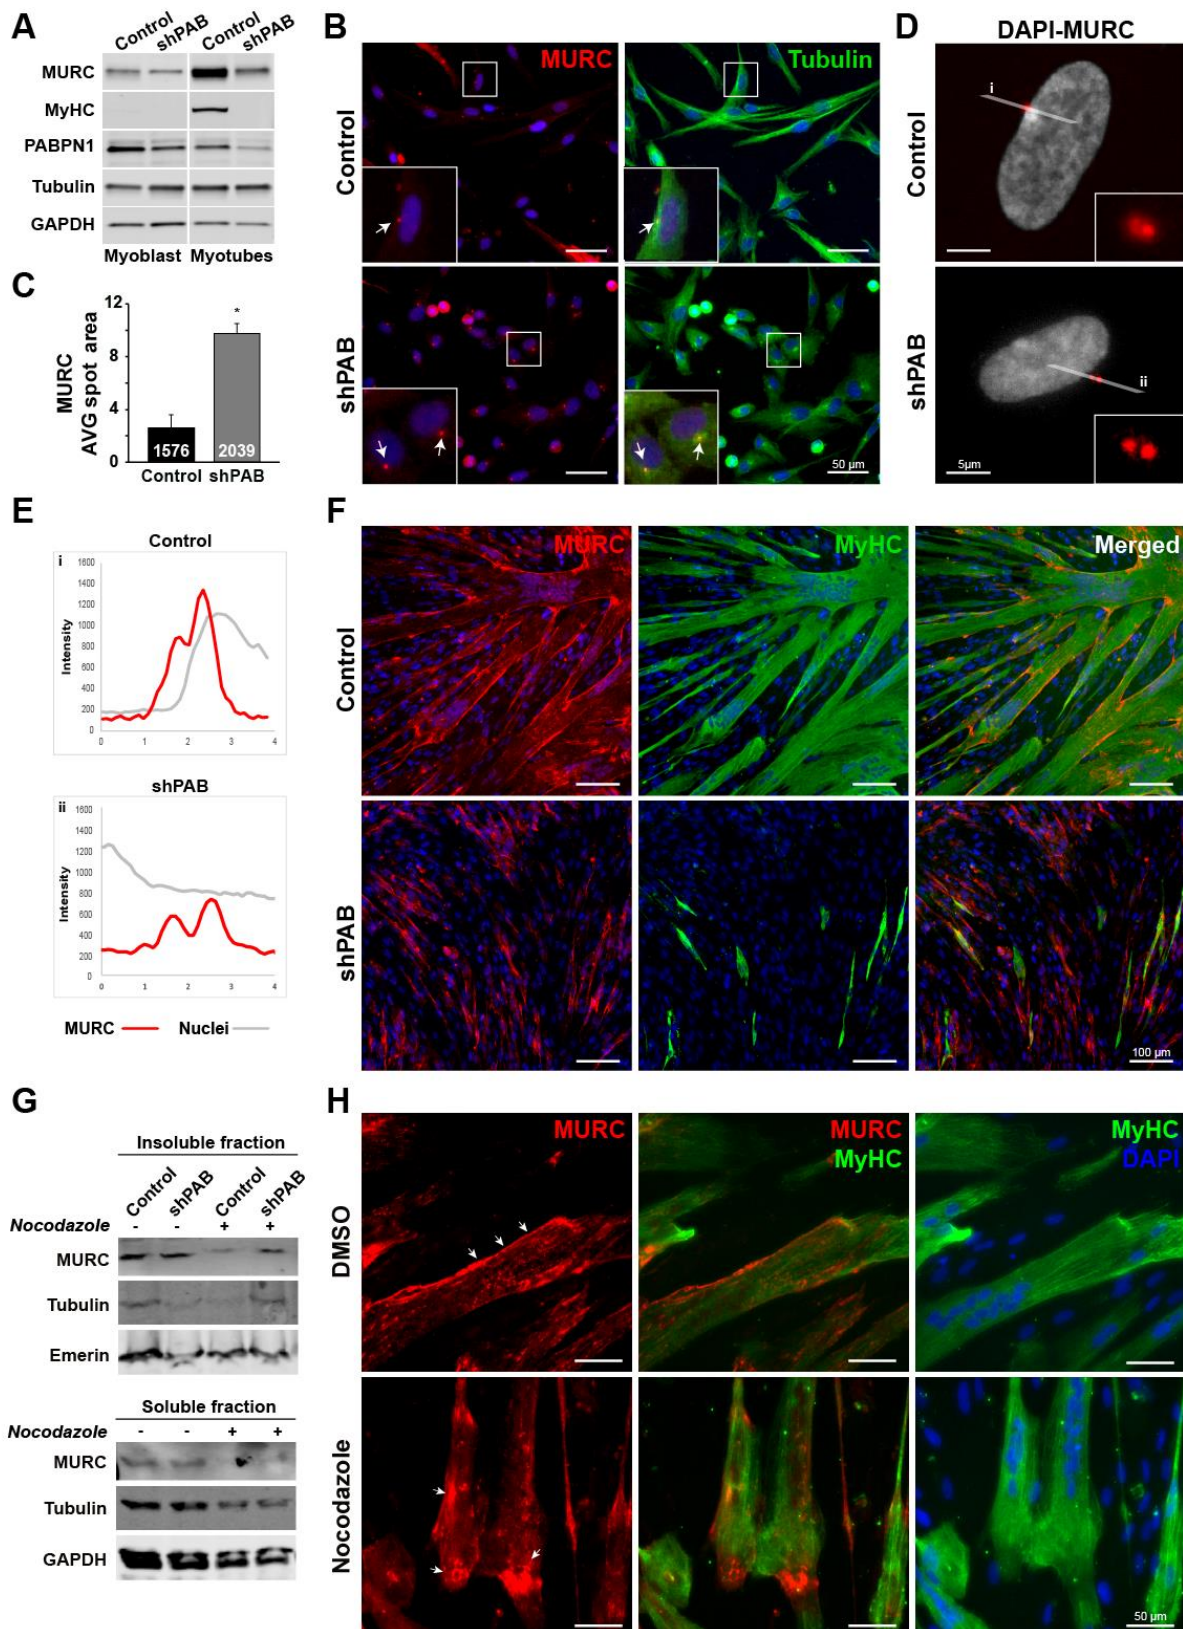 A
Control shPAB Control shPAB
MURC
MyHC
PABPN1
Tubulin
GAPDH
Myoblast Myotubes
B
MURC Tubulin
Control
shPAB
50 µm
C
MURC
AVG spot area
12
8
4
0
*
1576 2039
Control shPAB
D
DAPI-MURC
Control
i
shPAB
ii
5µm
E
Control
i
Intensity
1600
1400
1200
1000
800
600
400
200
0
0 1 2 3 4
shPAB
ii
Intensity
1600
1400
1200
1000
800
600
400
200
0
0 1 2 3 4
MURC Nuclei
F
MURC MyHC Merged
Control
shPAB
100 µm
G
Insoluble fraction
Control shPAB Control shPAB
Nocodazole - - + +
MURC
Tubulin
Emerin
Soluble fraction
Nocodazole - - + +
MURC
Tubulin
GAPDH
H
MURC MURC MyHC
MyHC DAPI
DMSO
Nocodazole
50 µm